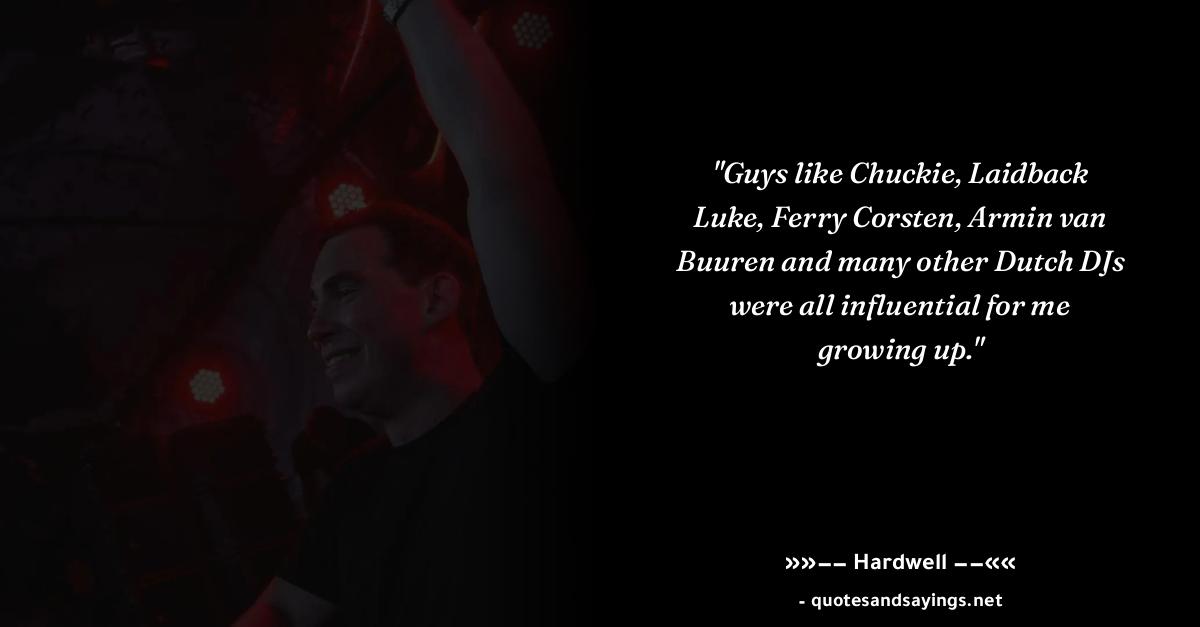 "Guys like Chuckie, Laidback
Luke, Ferry Corsten, Armin van
Buuren and many other Dutch DJs
were all influential for me
growing up."
»»−− Hardwell −−««
- quotesandsayings.net